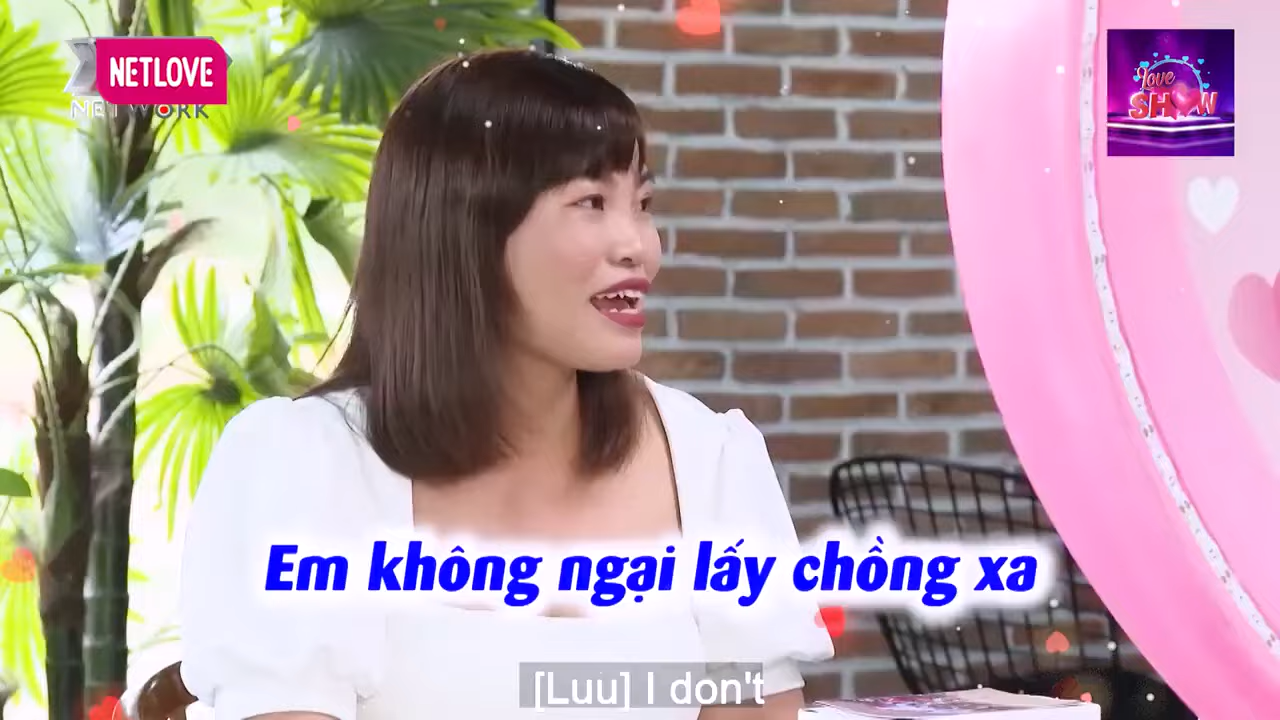 NETLOVE
NETWORK
Love
SHOW
Em không ngại lấy chồng xa
[Luu] I don't